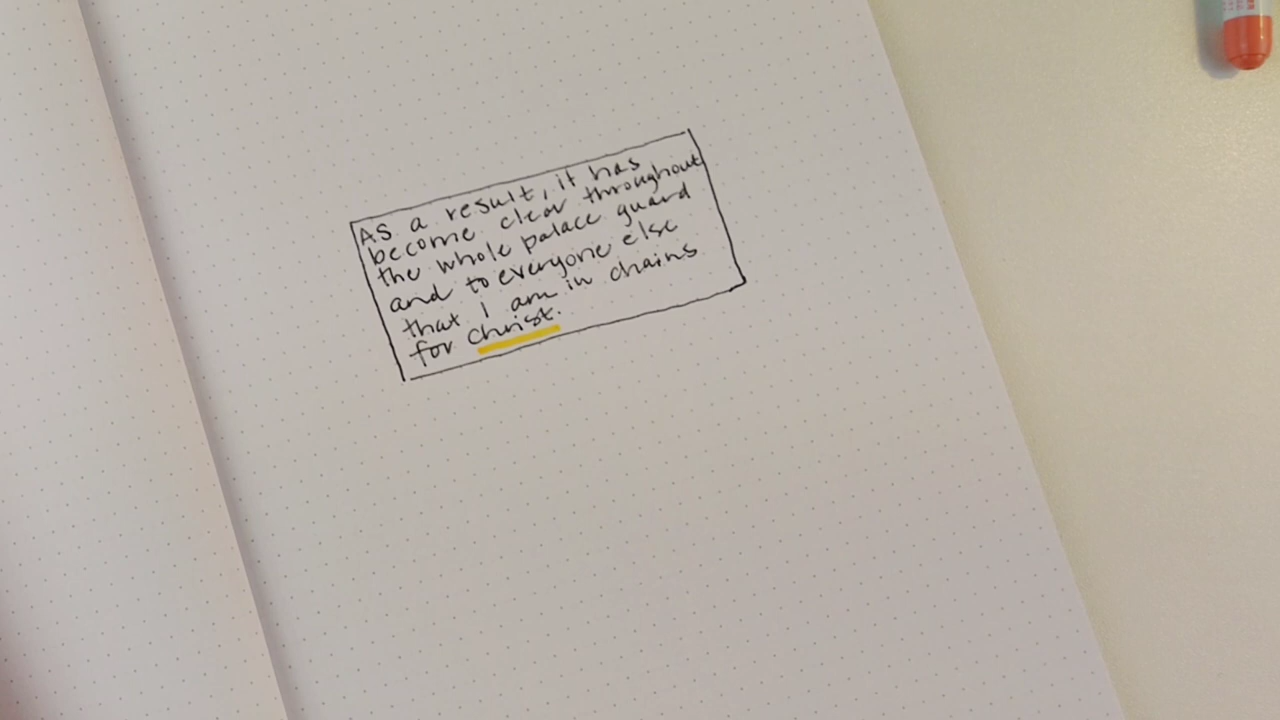 As a result, it has
become clear throughout
the whole palace guard
and to everyone else
that I am in chains
for Christ.